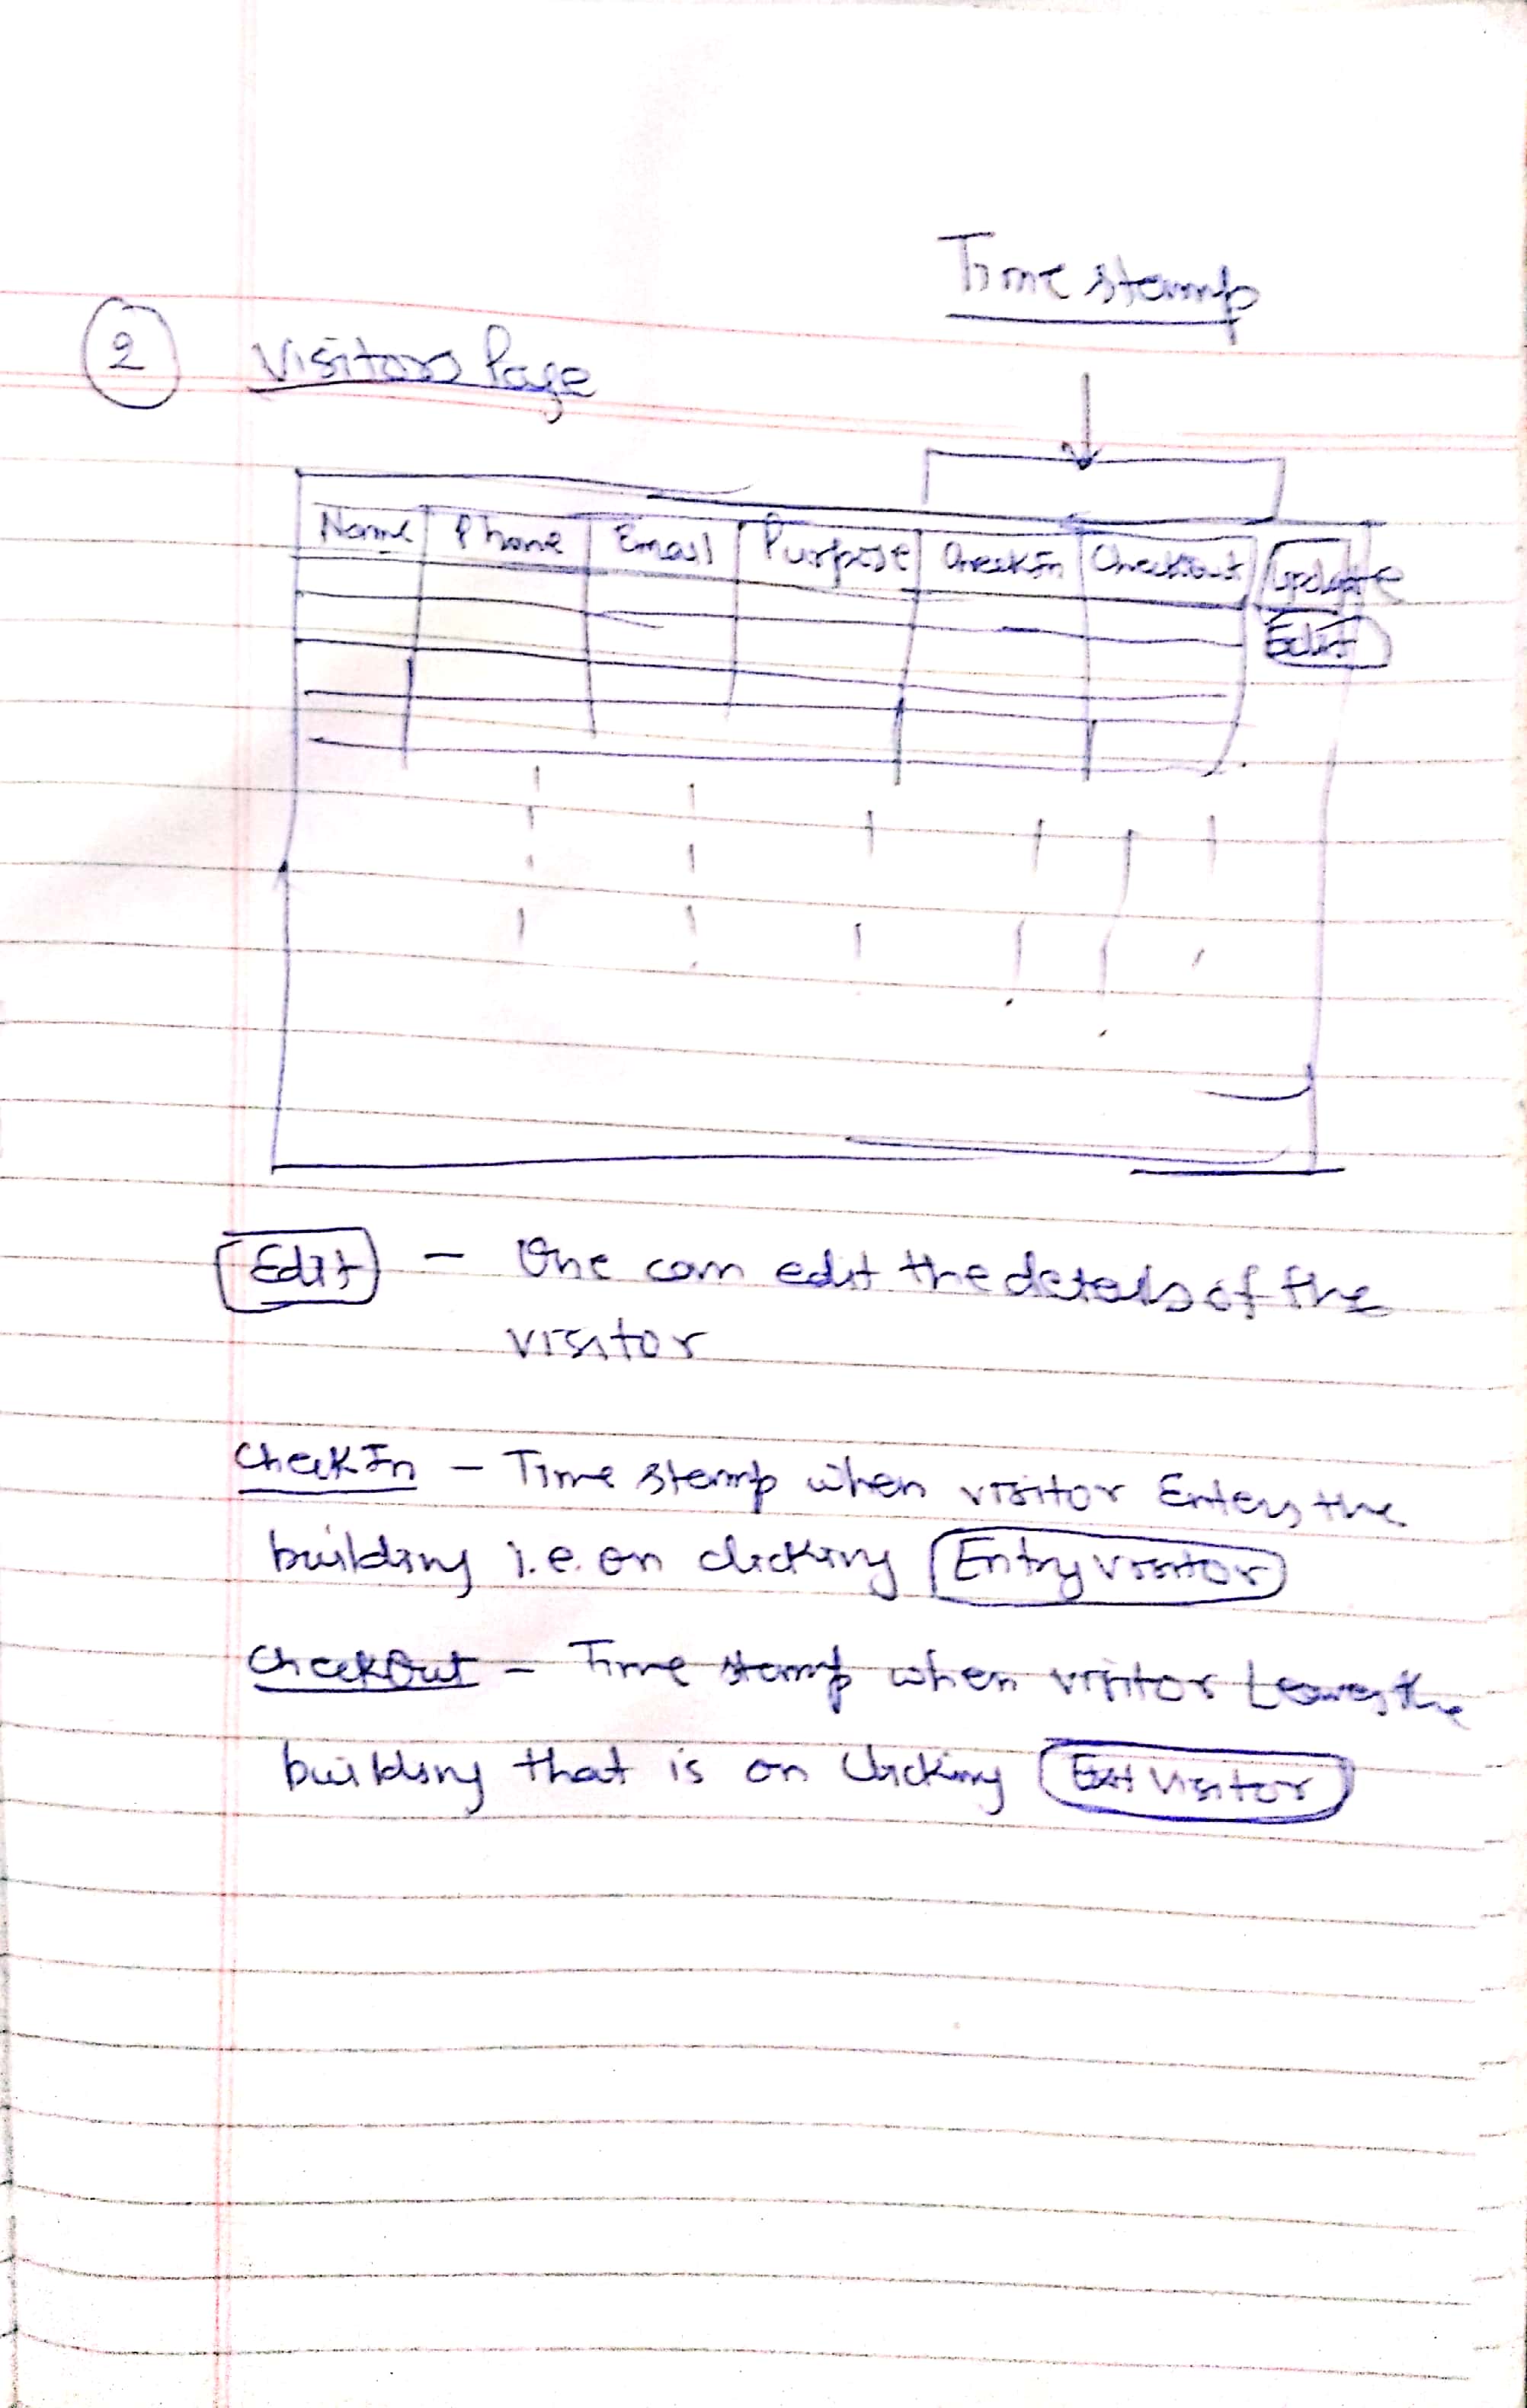 Time stamp
2 Visitors Page
Name Phone Email Purpose CheckIn CheckOut Update
Edit
Edit - One can edit the details of the
visitor
CheckIn - Time stamp when visitor Enters the
building i.e. on clicking Entry visitor
CheckOut - Time stamp when visitor Leaves the
building that is on clicking Exit visitor